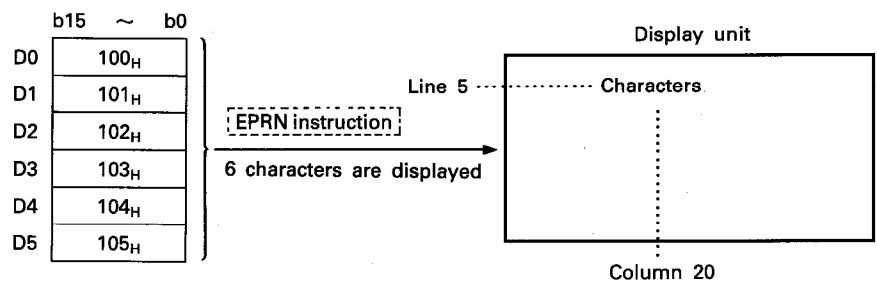 b15 ~ b0
D0 100H
D1 101H
D2 102H
D3 103H
D4 104H
D5 105H
EPRN instruction
6 characters are displayed
Display unit
Line 5 Characters
Column 20